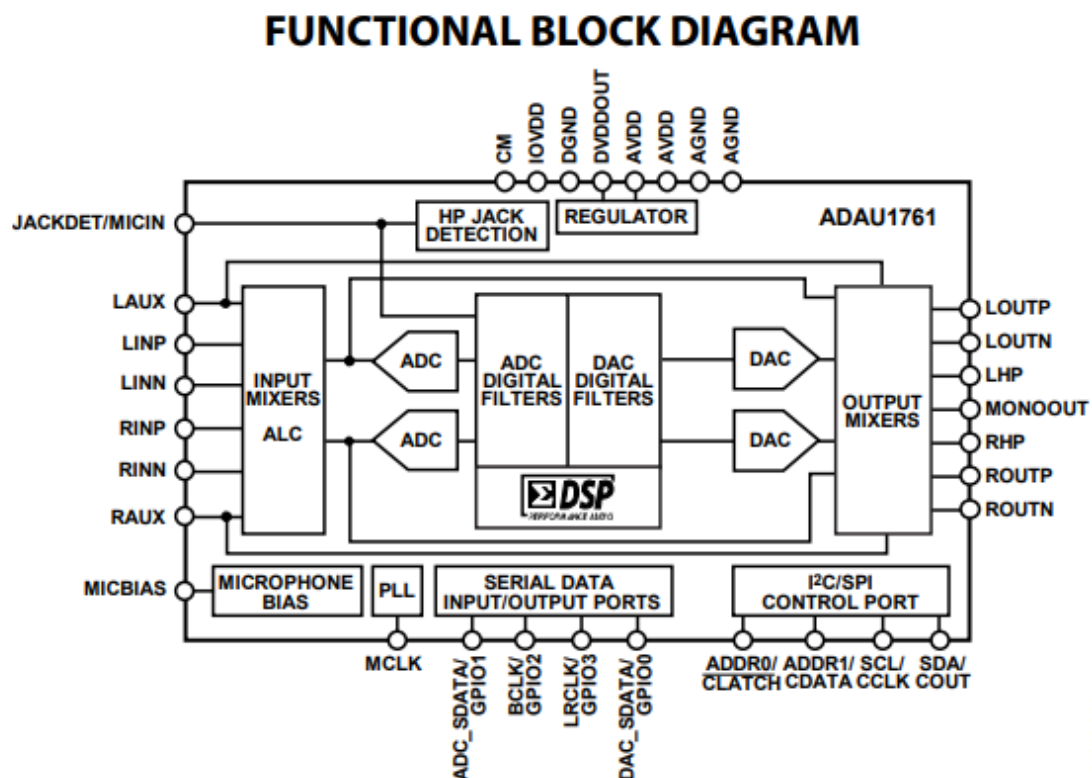 FUNCTIONAL BLOCK DIAGRAM
CM
IOVDD
DGND
DVDDOUT
AVDD
AVDD
AGND
AGND
JACKDET/MICIN
HP JACK
DETECTION
REGULATOR
ADAU1761
LAUX
LINP
LINN
RINP
RINN
RAUX
INPUT
MIXERS
ALC
ADC
ADC
ADC
DIGITAL
FILTERS
DAC
DIGITAL
FILTERS
DSP
PERFORMANCE AUDIO
DAC
DAC
OUTPUT
MIXERS
LOUTP
LOUTN
LHP
MONOOUT
RHP
ROUTP
ROUTN
MICBIAS
MICROPHONE
BIAS
PLL
SERIAL DATA
INPUT/OUTPUT PORTS
I²C/SPI
CONTROL PORT
MCLK
ADC_SDATA/
GPIO1
BCLK/
GPIO2
LRCLK/
GPIO3
DAC_SDATA/
GPIO0
ADDR0/
CLATCH
ADDR1/
CDATA
SCL/
CCLK
SDA/
COUT